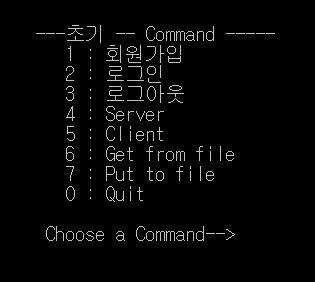 ---초기 -- Command -----
1 : 회원가입
2 : 로그인
3 : 로그아웃
4 : Server
5 : Client
6 : Get from file
7 : Put to file
0 : Quit
Choose a Command-->